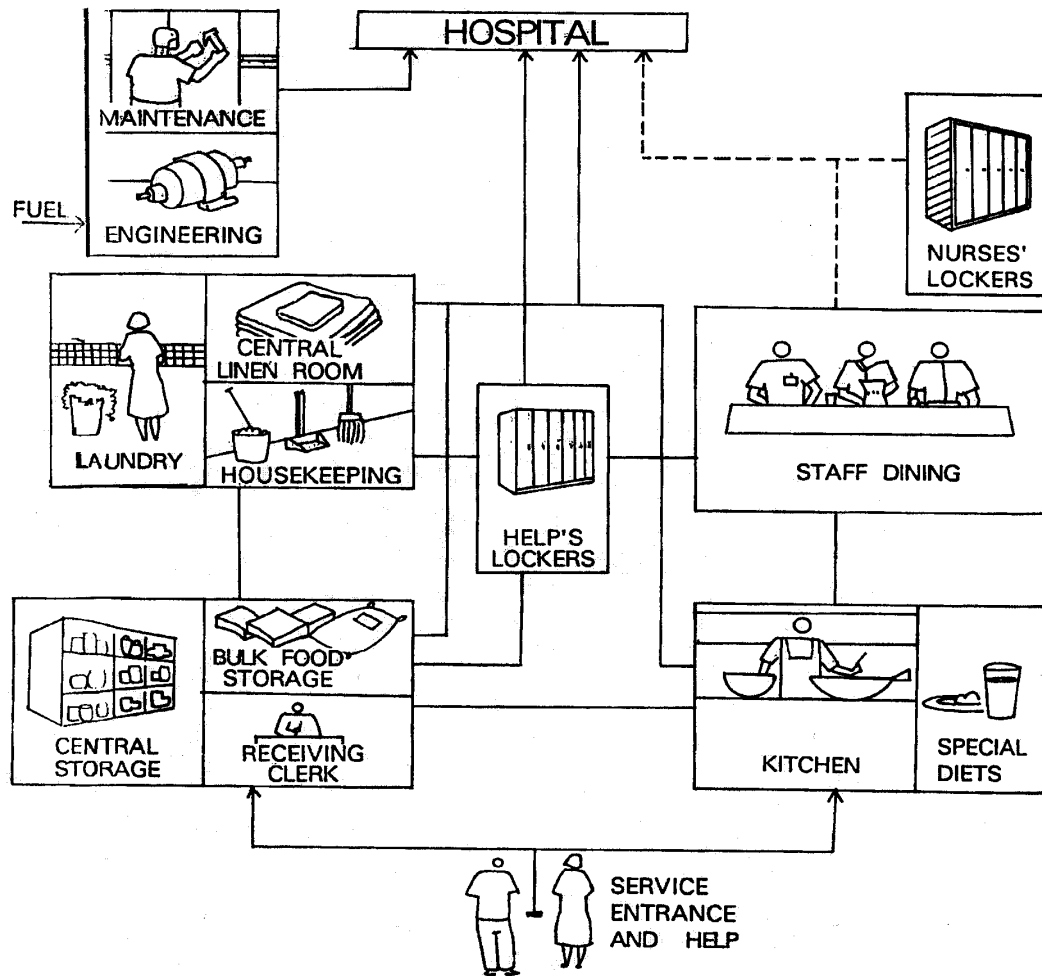 HOSPITAL
MAINTENANCE
FUEL
ENGINEERING
NURSES'
LOCKERS
CENTRAL
LINEN ROOM
LAUNDRY
HOUSEKEEPING
STAFF DINING
HELP'S
LOCKERS
BULK FOOD
STORAGE
CENTRAL
STORAGE
RECEIVING
CLERK
KITCHEN
SPECIAL
DIETS
SERVICE
ENTRANCE
AND HELP